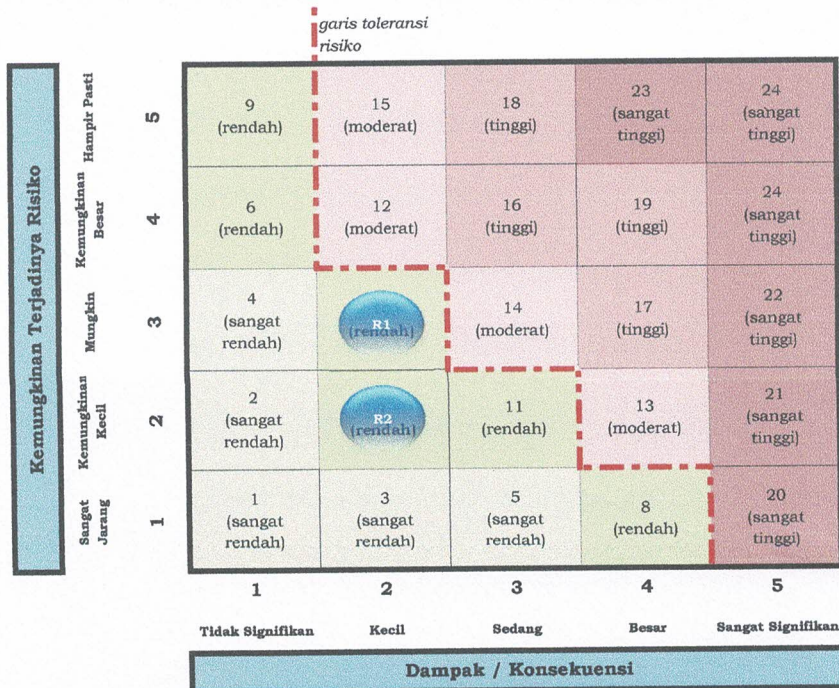 garis toleransi
risiko
Kemungkinan Terjadinya Risiko
Hampir Pasti
5
9
(rendah)
15
(moderat)
18
(tinggi)
23
(sangat
tinggi)
24
(sangat
tinggi)
Kemungkinan
Besar
4
6
(rendah)
12
(moderat)
16
(tinggi)
19
(tinggi)
24
(sangat
tinggi)
Mungkin
3
4
(sangat
rendah)
R1
(rendah)
14
(moderat)
17
(tinggi)
22
(sangat
tinggi)
Kemungkinan
Kecil
2
2
(sangat
rendah)
R2
(rendah)
11
(rendah)
13
(moderat)
21
(sangat
tinggi)
Sangat
Jarang
1
1
(sangat
rendah)
3
(sangat
rendah)
5
(sangat
rendah)
8
(rendah)
20
(sangat
tinggi)
1
2
3
4
5
Tidak Signifikan
Kecil
Sedang
Besar
Sangat Signifikan
Dampak / Konsekuensi